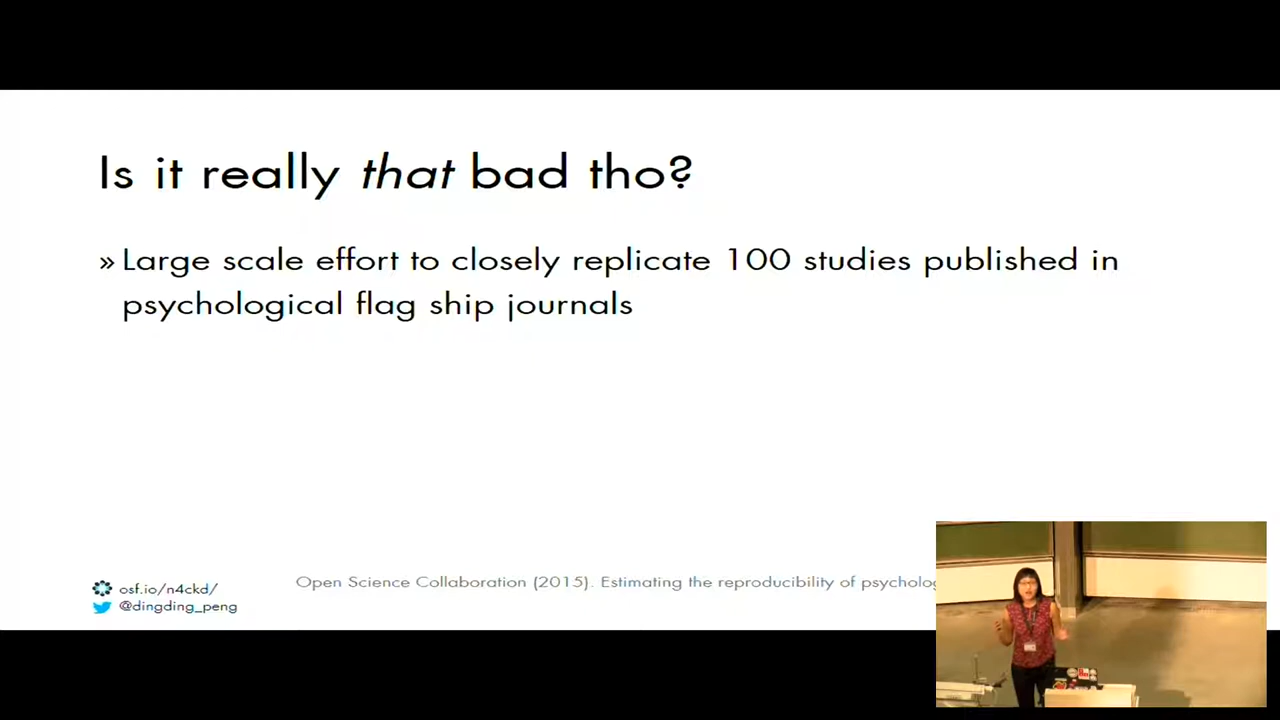 Is it really that bad tho?
» Large scale effort to closely replicate 100 studies published in
psychological flag ship journals
osf.io/n4ckd/
@dingding_peng
Open Science Collaboration (2015). Estimating the reproducibility of